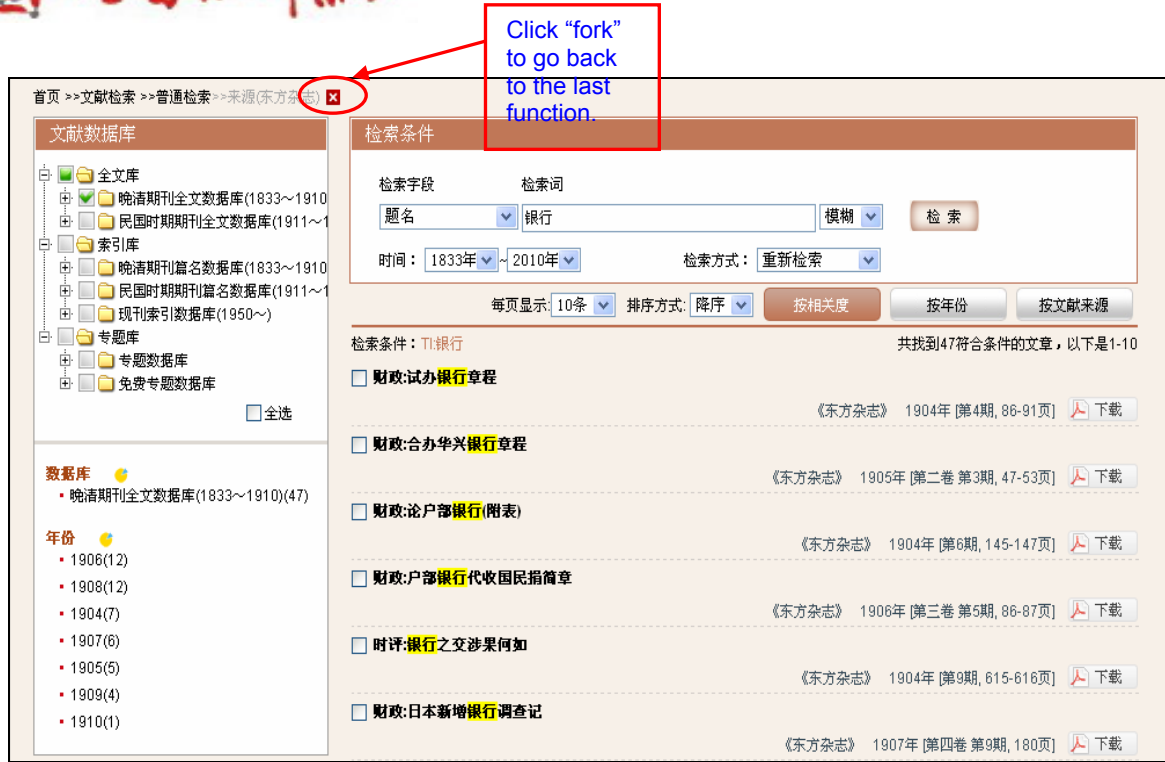 Click “fork”
to go back
to the last
function.
首页 >>文献检索 >>普通检索>>来源(东方杂志)
文献数据库
全文库
晚清期刊全文数据库(1833～1910
民国时期期刊全文数据库(1911～1
索引库
晚清期刊篇名数据库(1833～1910
民国时期期刊篇名数据库(1911～1
现刊索引数据库(1950～)
专题库
专题数据库
免费专题数据库
全选
数据库
晚清期刊全文数据库(1833～1910)(47)
年份
1906(12)
1908(12)
1904(7)
1907(6)
1905(5)
1909(4)
1910(1)
检索条件
检索字段 检索词
题名 银行 模糊 检 索
时间： 1833年 ~ 2010年 检索方式： 重新检索
每页显示: 10条 排序方式: 降序 按相关度 按年份 按文献来源
检索条件：TI:银行 共找到47符合条件的文章，以下是1-10
财政:试办银行章程
《东方杂志》 1904年 [第4期, 86-91页] 下载
财政:合办华兴银行章程
《东方杂志》 1905年 [第二卷 第3期, 47-53页] 下载
财政:论户部银行(附表)
《东方杂志》 1904年 [第6期, 145-147页] 下载
财政:户部银行代收国民捐简章
《东方杂志》 1906年 [第三卷 第5期, 86-87页] 下载
时评:银行之交涉果何如
《东方杂志》 1904年 [第9期, 615-616页] 下载
财政:日本新增银行调查记
《东方杂志》 1907年 [第四卷 第9期, 180页] 下载